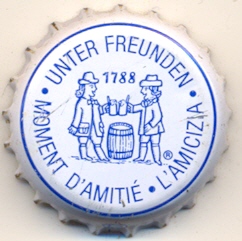 · UNTER FREUNDEN ·
1788
®
MOMENT D'AMITIÉ · L'AMICIZIA